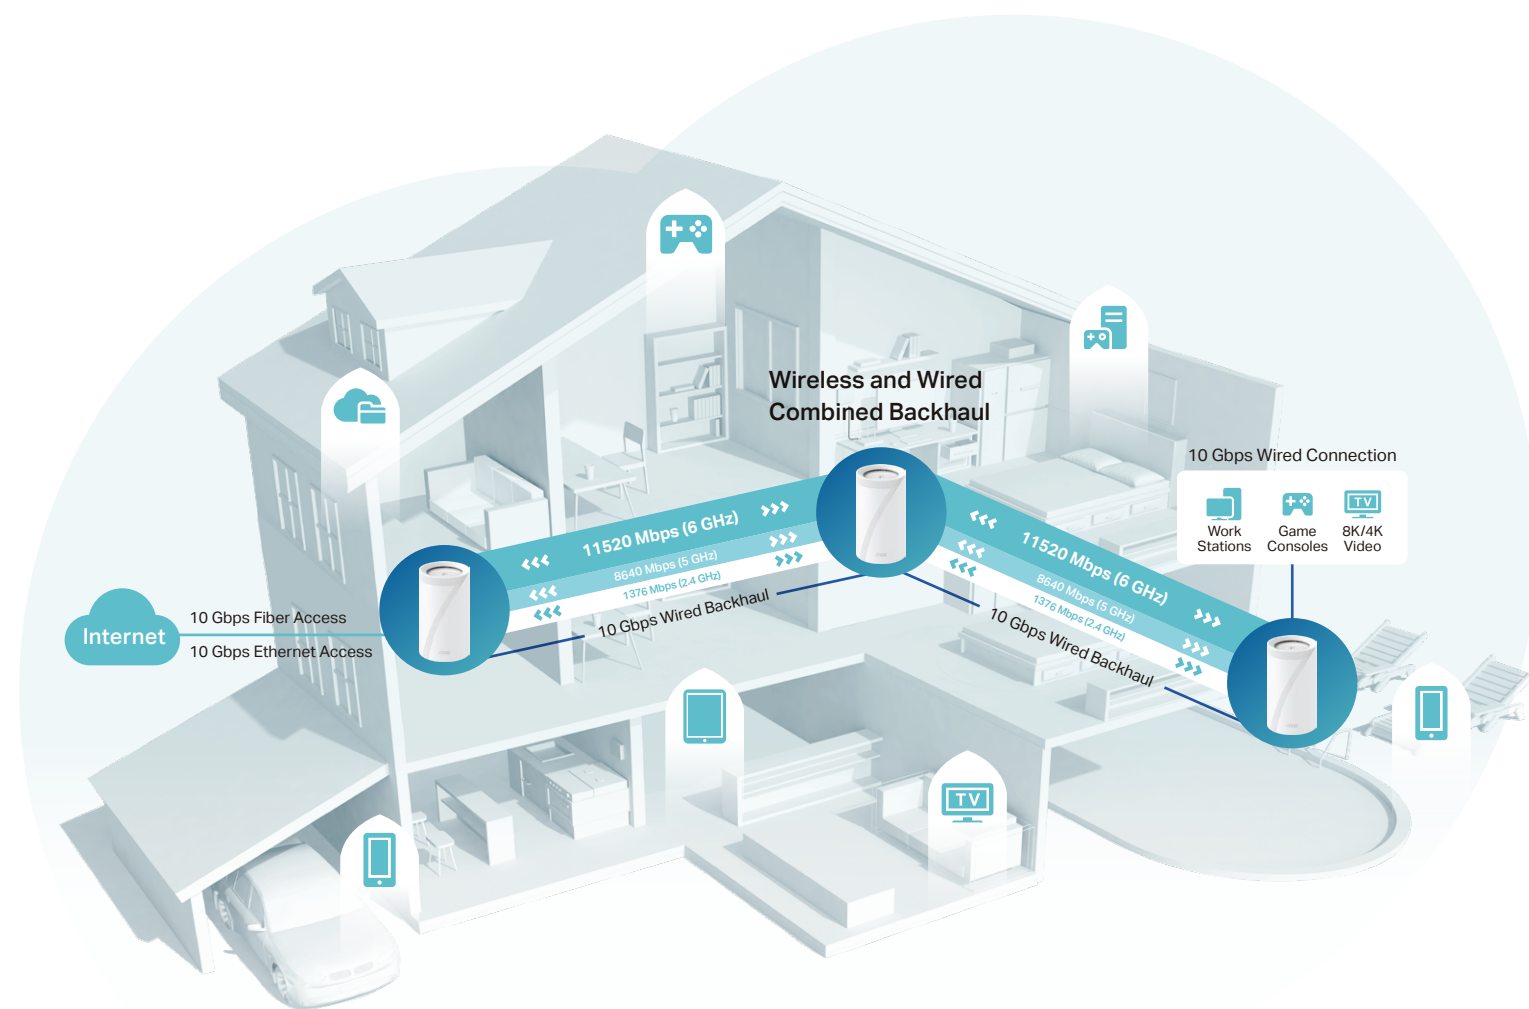 Wireless and Wired
Combined Backhaul
10 Gbps Wired Connection
Work
Stations
Game
Consoles
TV
8K/4K
Video
11520 Mbps (6 GHz)
8640 Mbps (5 GHz)
1376 Mbps (2.4 GHz)
10 Gbps Wired Backhaul
11520 Mbps (6 GHz)
8640 Mbps (5 GHz)
1376 Mbps (2.4 GHz)
10 Gbps Wired Backhaul
Internet
10 Gbps Fiber Access
10 Gbps Ethernet Access
TV